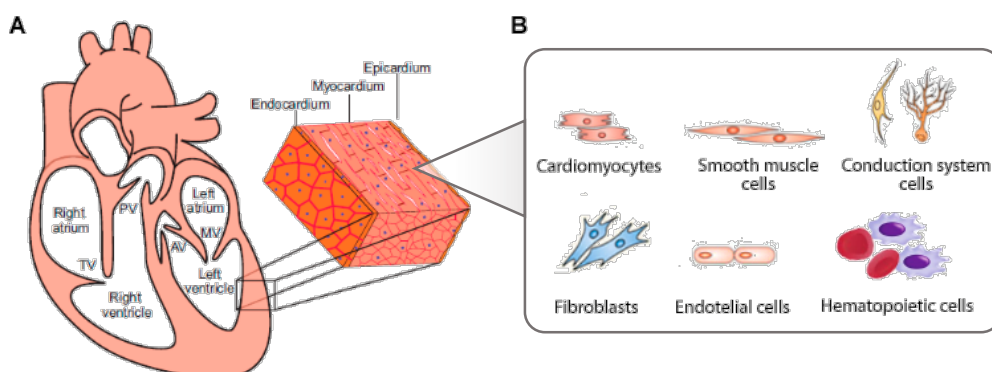 A
B
Epicardium
Myocardium
Endocardium
Right
atrium
PV
Left
atrium
MV
AV
TV
Left
ventricle
Right
ventricle
Cardiomyocytes
Smooth muscle
cells
Conduction system
cells
Fibroblasts
Endotelial cells
Hematopoietic cells